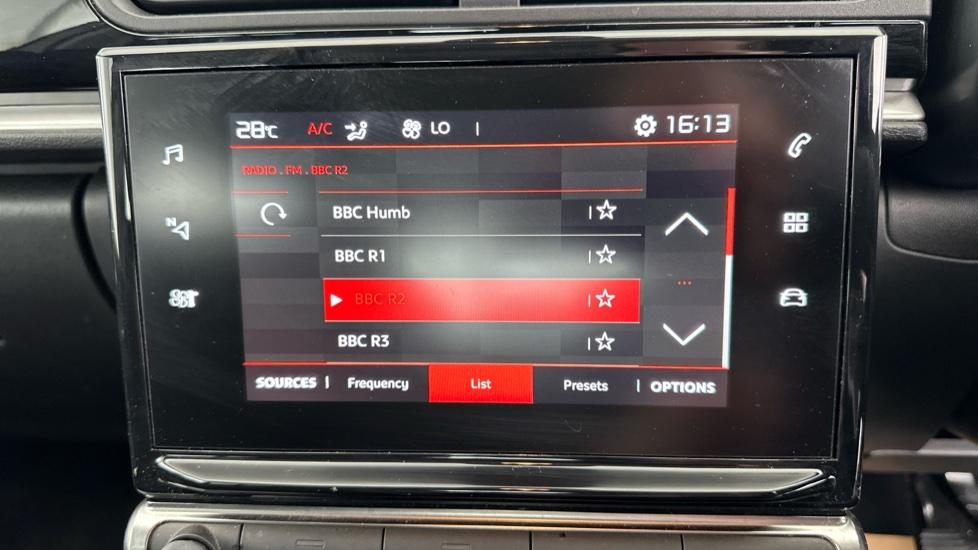 28°C A/C LO 16:13
RADIO . FM . BBC R2
N
BBC Humb
BBC R1
BBC R2
BBC R3
SOURCES Frequency List Presets OPTIONS